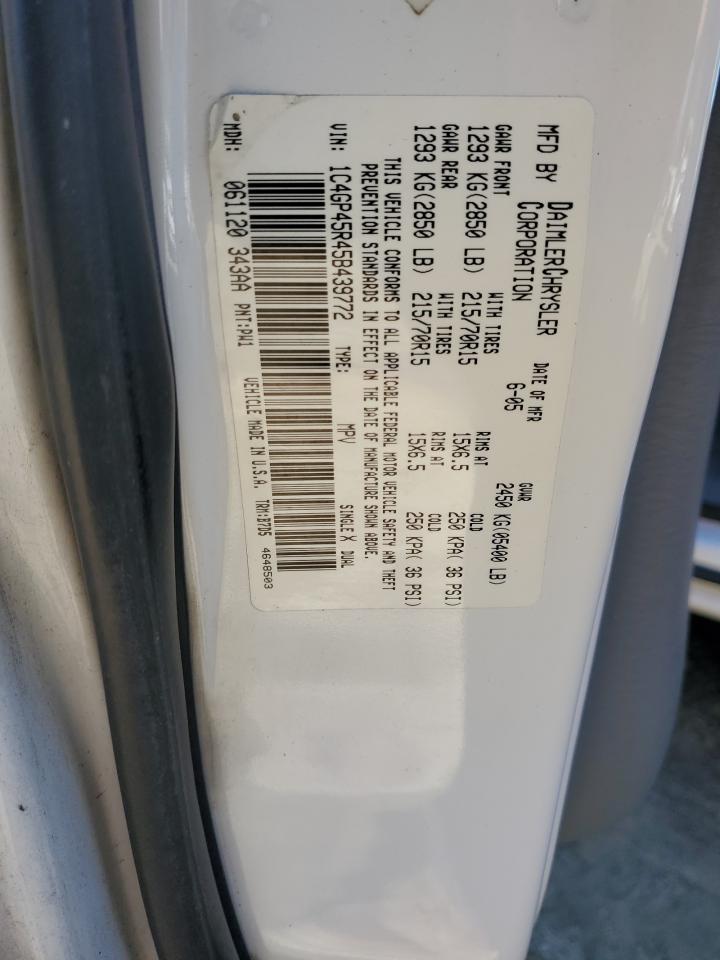 MFD BY DAIMLERCHRYSLER CORPORATION
DATE OF MFR 6-05
GVWR 2450 KG(05400 LB)
GAWR FRONT WITH TIRES RIMS AT COLD
1293 KG(2850 LB) 215/70R15 15X6.5 250 KPA( 36 PSI)
GAWR REAR WITH TIRES RIMS AT COLD
1293 KG(2850 LB) 215/70R15 15X6.5 250 KPA( 36 PSI)
THIS VEHICLE CONFORMS TO ALL APPLICABLE FEDERAL MOTOR VEHICLE SAFETY AND THEFT
PREVENTION STANDARDS IN EFFECT ON THE DATE OF MANUFACTURE SHOWN ABOVE.
VIN: 1C4GP45R45B439772 TYPE: MPV SINGLE X DUAL
MDH: 061120 343AA PNT:PW1
VEHICLE MADE IN U.S.A. TRM:B7D5 4648503